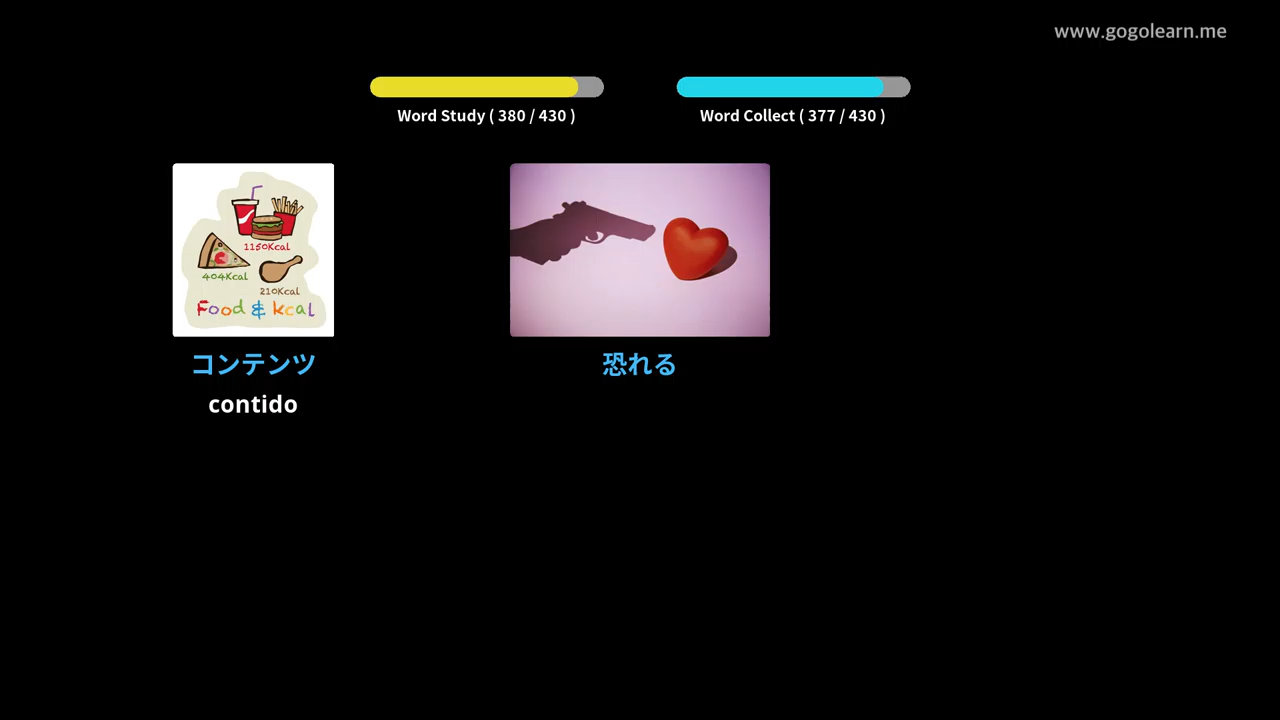 www.gogolearn.me
Word Study ( 380 / 430 )
Word Collect ( 377 / 430 )
1150Kcal
404Kcal
210Kcal
Food & kcal
コンテンツ
恐れる
contido